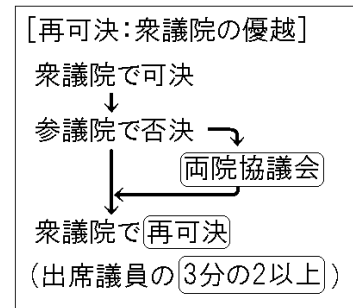 [再可決:衆議院の優越]
衆議院で可決
参議院で否決
両院協議会
衆議院で再可決
(出席議員の3分の2以上)